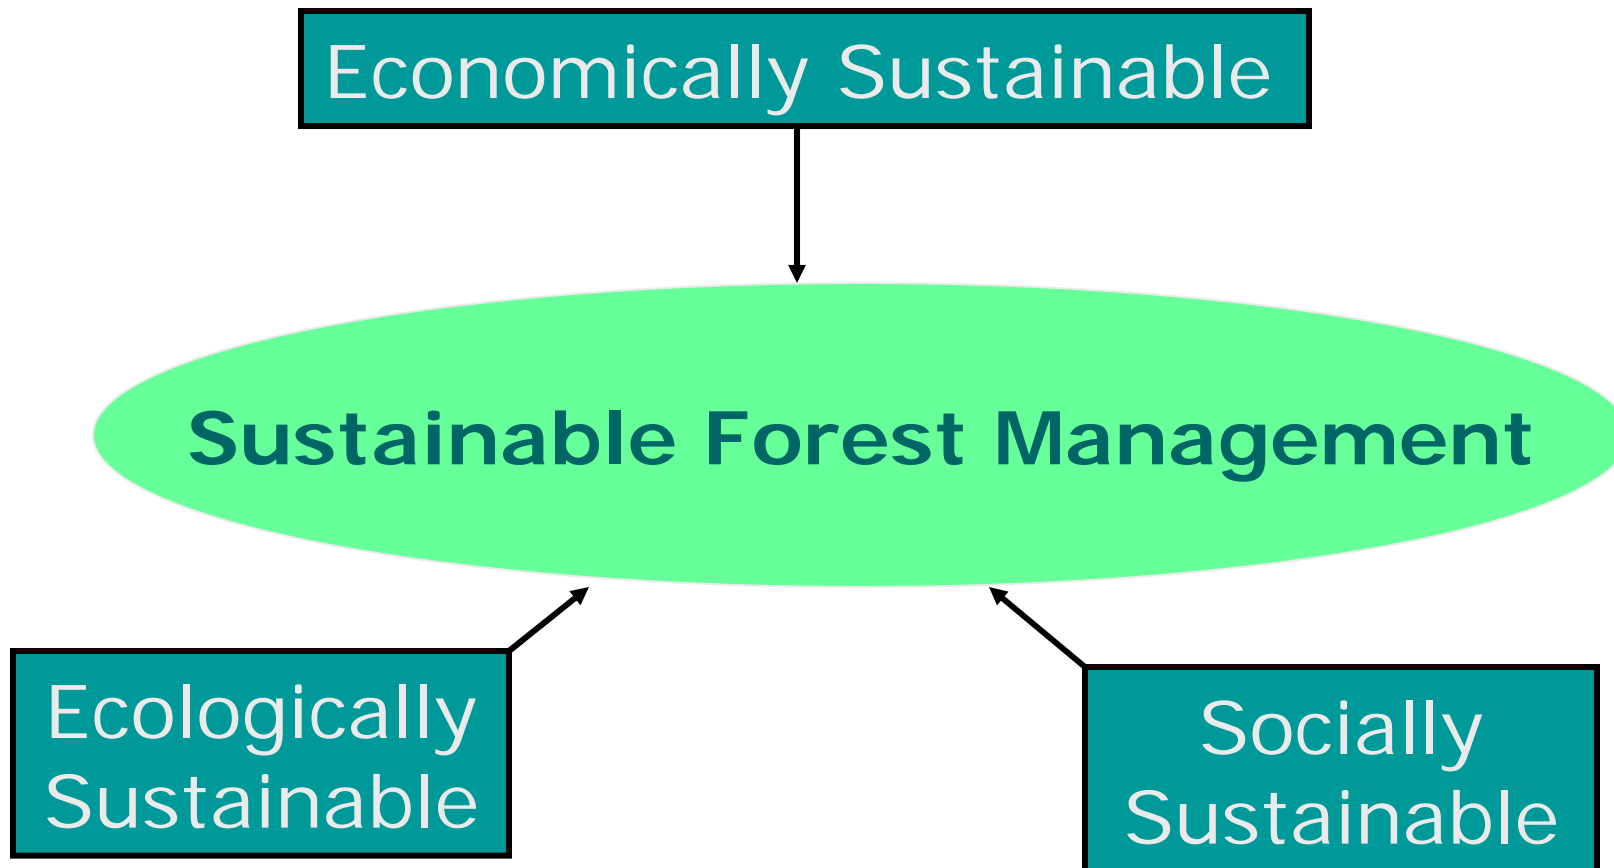 Economically Sustainable
Sustainable Forest Management
Ecologically
Sustainable
Socially
Sustainable